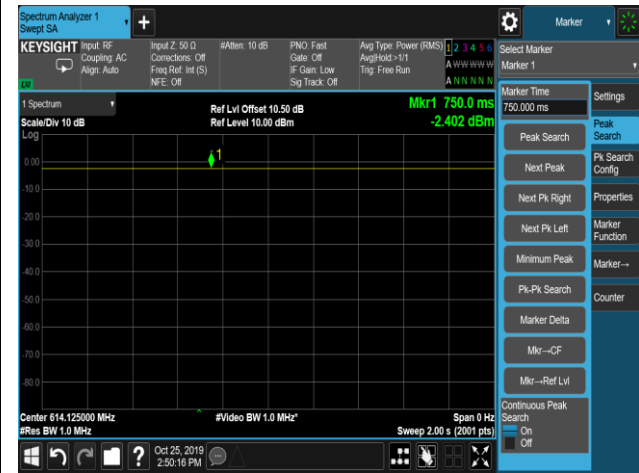 Spectrum Analyzer 1
Swept SA
Marker
KEYSIGHT
Input: RF
Coupling: AC
Align: Auto
Input Z: 50 Ω
Corrections: Off
Freq Ref: Int (S)
NFE: Off
#Atten: 10 dB
PNO: Fast
Gate: Off
IF Gain: Low
Sig Track: Off
Avg Type: Power (RMS)
Avg|Hold:>1/1
Trig: Free Run
1 2 3 4 5 6
A W W W W W
A N N N N N
Select Marker
Marker 1
1 Spectrum
Scale/Div 10 dB
Log
Ref Lvl Offset 10.50 dB
Ref Level 10.00 dBm
Mkr1 750.0 ms
-2.402 dBm
1
0.00
-10.0
-20.0
-30.0
-40.0
-50.0
-60.0
-70.0
-80.0
Center 614.125000 MHz
#Res BW 1.0 MHz
#Video BW 1.0 MHz*
Span 0 Hz
Sweep 2.00 s (2001 pts)
Marker Time
750.000 ms
Peak Search
Next Peak
Next Pk Right
Next Pk Left
Minimum Peak
Pk-Pk Search
Marker Delta
Mkr→CF
Mkr→Ref Lvl
Continuous Peak
Search
On
Off
Settings
Peak
Search
Pk Search
Config
Properties
Marker
Function
Marker→
Counter
Oct 25, 2019
2:50:16 PM